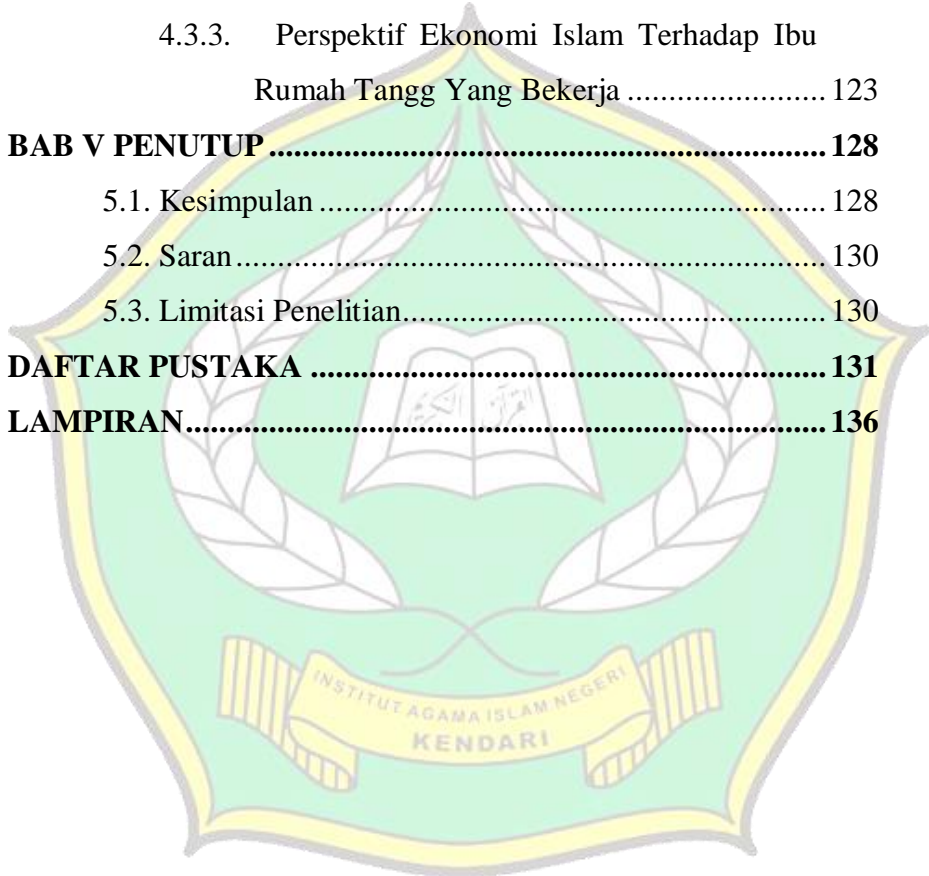 4.3.3. Perspektif Ekonomi Islam Terhadap Ibu
Rumah Tangg Yang Bekerja ....................... 123
BAB V PENUTUP .................................................................. 128
5.1. Kesimpulan ........................................................... 128
5.2. Saran ..................................................................... 130
5.3. Limitasi Penelitian ................................................. 130
DAFTAR PUSTAKA ............................................................. 131
LAMPIRAN ............................................................................ 136
القرآن الكريم
INSTITUT AGAMA ISLAM NEGERI
KENDARI